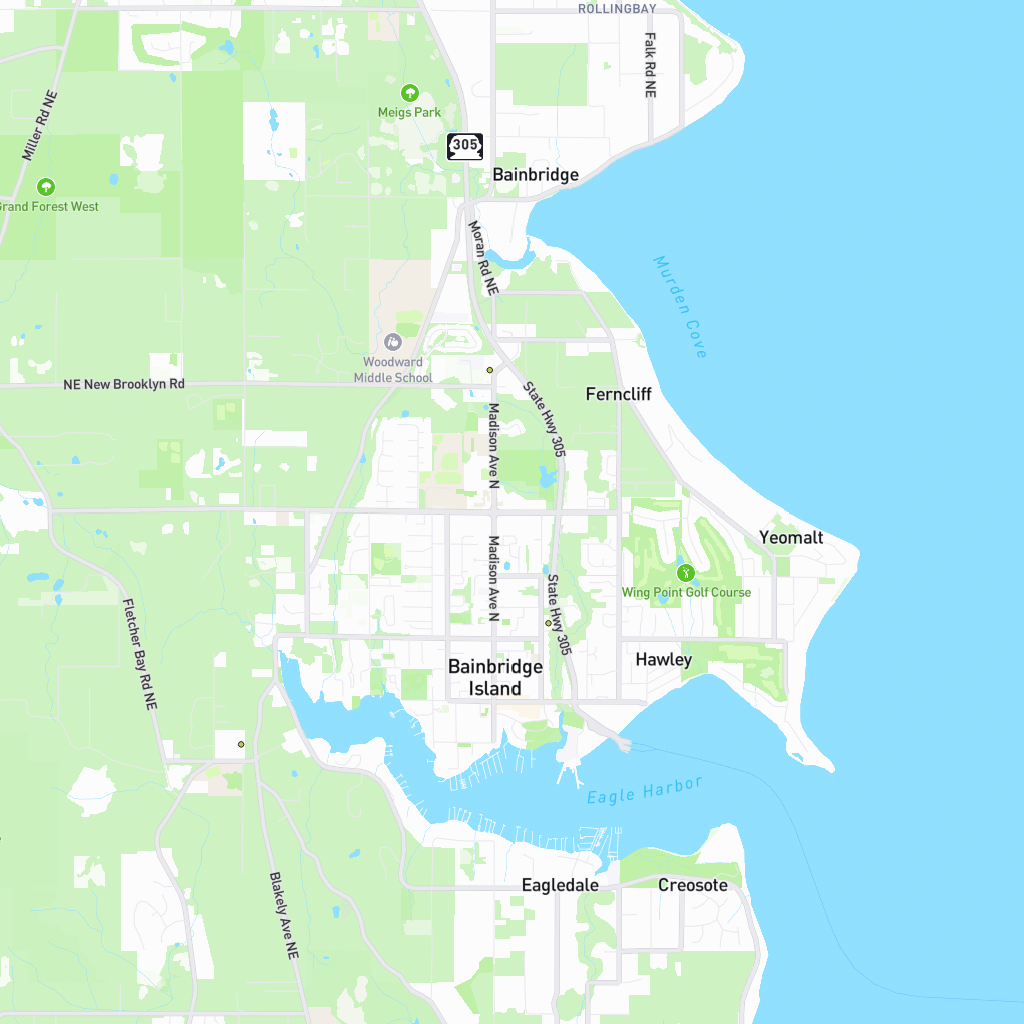 ROLLINGBAY
Falk Rd NE
Miller Rd NE
Meigs Park
305
Bainbridge
Grand Forest West
Moran Rd NE
Murden Cove
Woodward
Middle School
NE New Brooklyn Rd
State Hwy 305
Ferncliff
Madison Ave N
Yeomalt
Madison Ave N
State Hwy 305
Wing Point Golf Course
Fletcher Bay Rd NE
Hawley
Bainbridge
Island
Eagle Harbor
Eagledale
Creosote
Blakely Ave NE